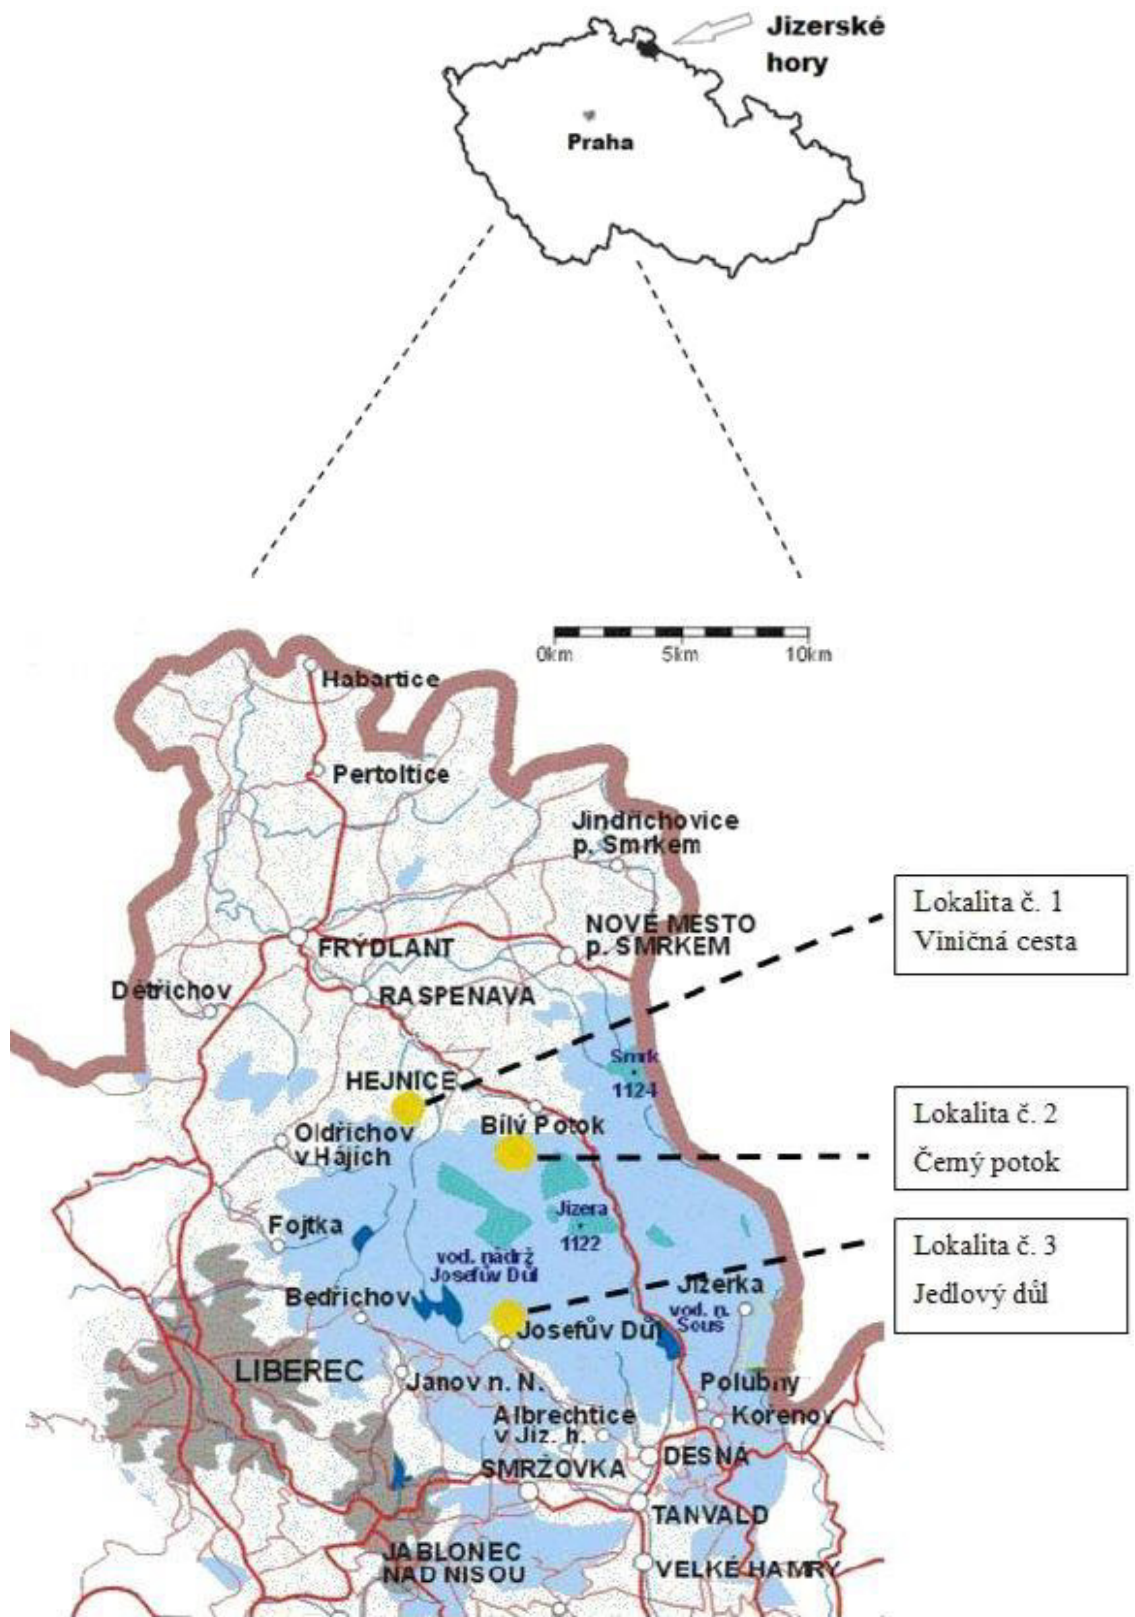 Jizerské
hory
Praha
0km 5km 10km
Habartice
Pertoltice
Jindřichovice
p. Smrkem
NOVÉ MESTO
p. SMRKEM
FRÝDLANT
Dětřichov
RASPENAVA
Lokalita č. 1
Viničná cesta
Smrk
1124
HEJNICE
Bílý Potok
Oldřichov
v Hájích
Lokalita č. 2
Černý potok
Jizera
1122
Fojtka
vod. nádrž
Josefův Důl
Lokalita č. 3
Jedlový důl
Jizerka
vod. n.
Souš
Bedřichov
Josefův Důl
LIBEREC
Janov n. N.
Polubny
Kořenov
Albrechtice
v Jiz. h.
DESNÁ
SMRŽOVKA
TANVALD
JABLONEC
NAD NISOU
VELKÉ HAMRY